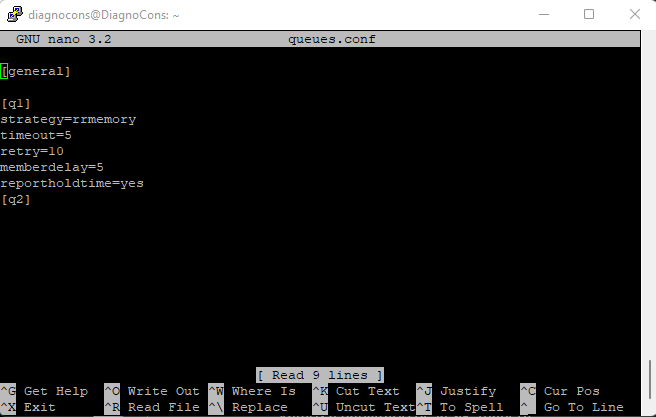 diagnocons@DiagnoCons: ~
GNU nano 3.2 queues.conf
[general]
[q1]
strategy=rrmemory
timeout=5
retry=10
memberdelay=5
reportholdtime=yes
[q2]
[ Read 9 lines ]
^G Get Help ^O Write Out ^W Where Is ^K Cut Text ^J Justify ^C Cur Pos
^X Exit ^R Read File ^\ Replace ^U Uncut Text ^T To Spell ^_ Go To Line